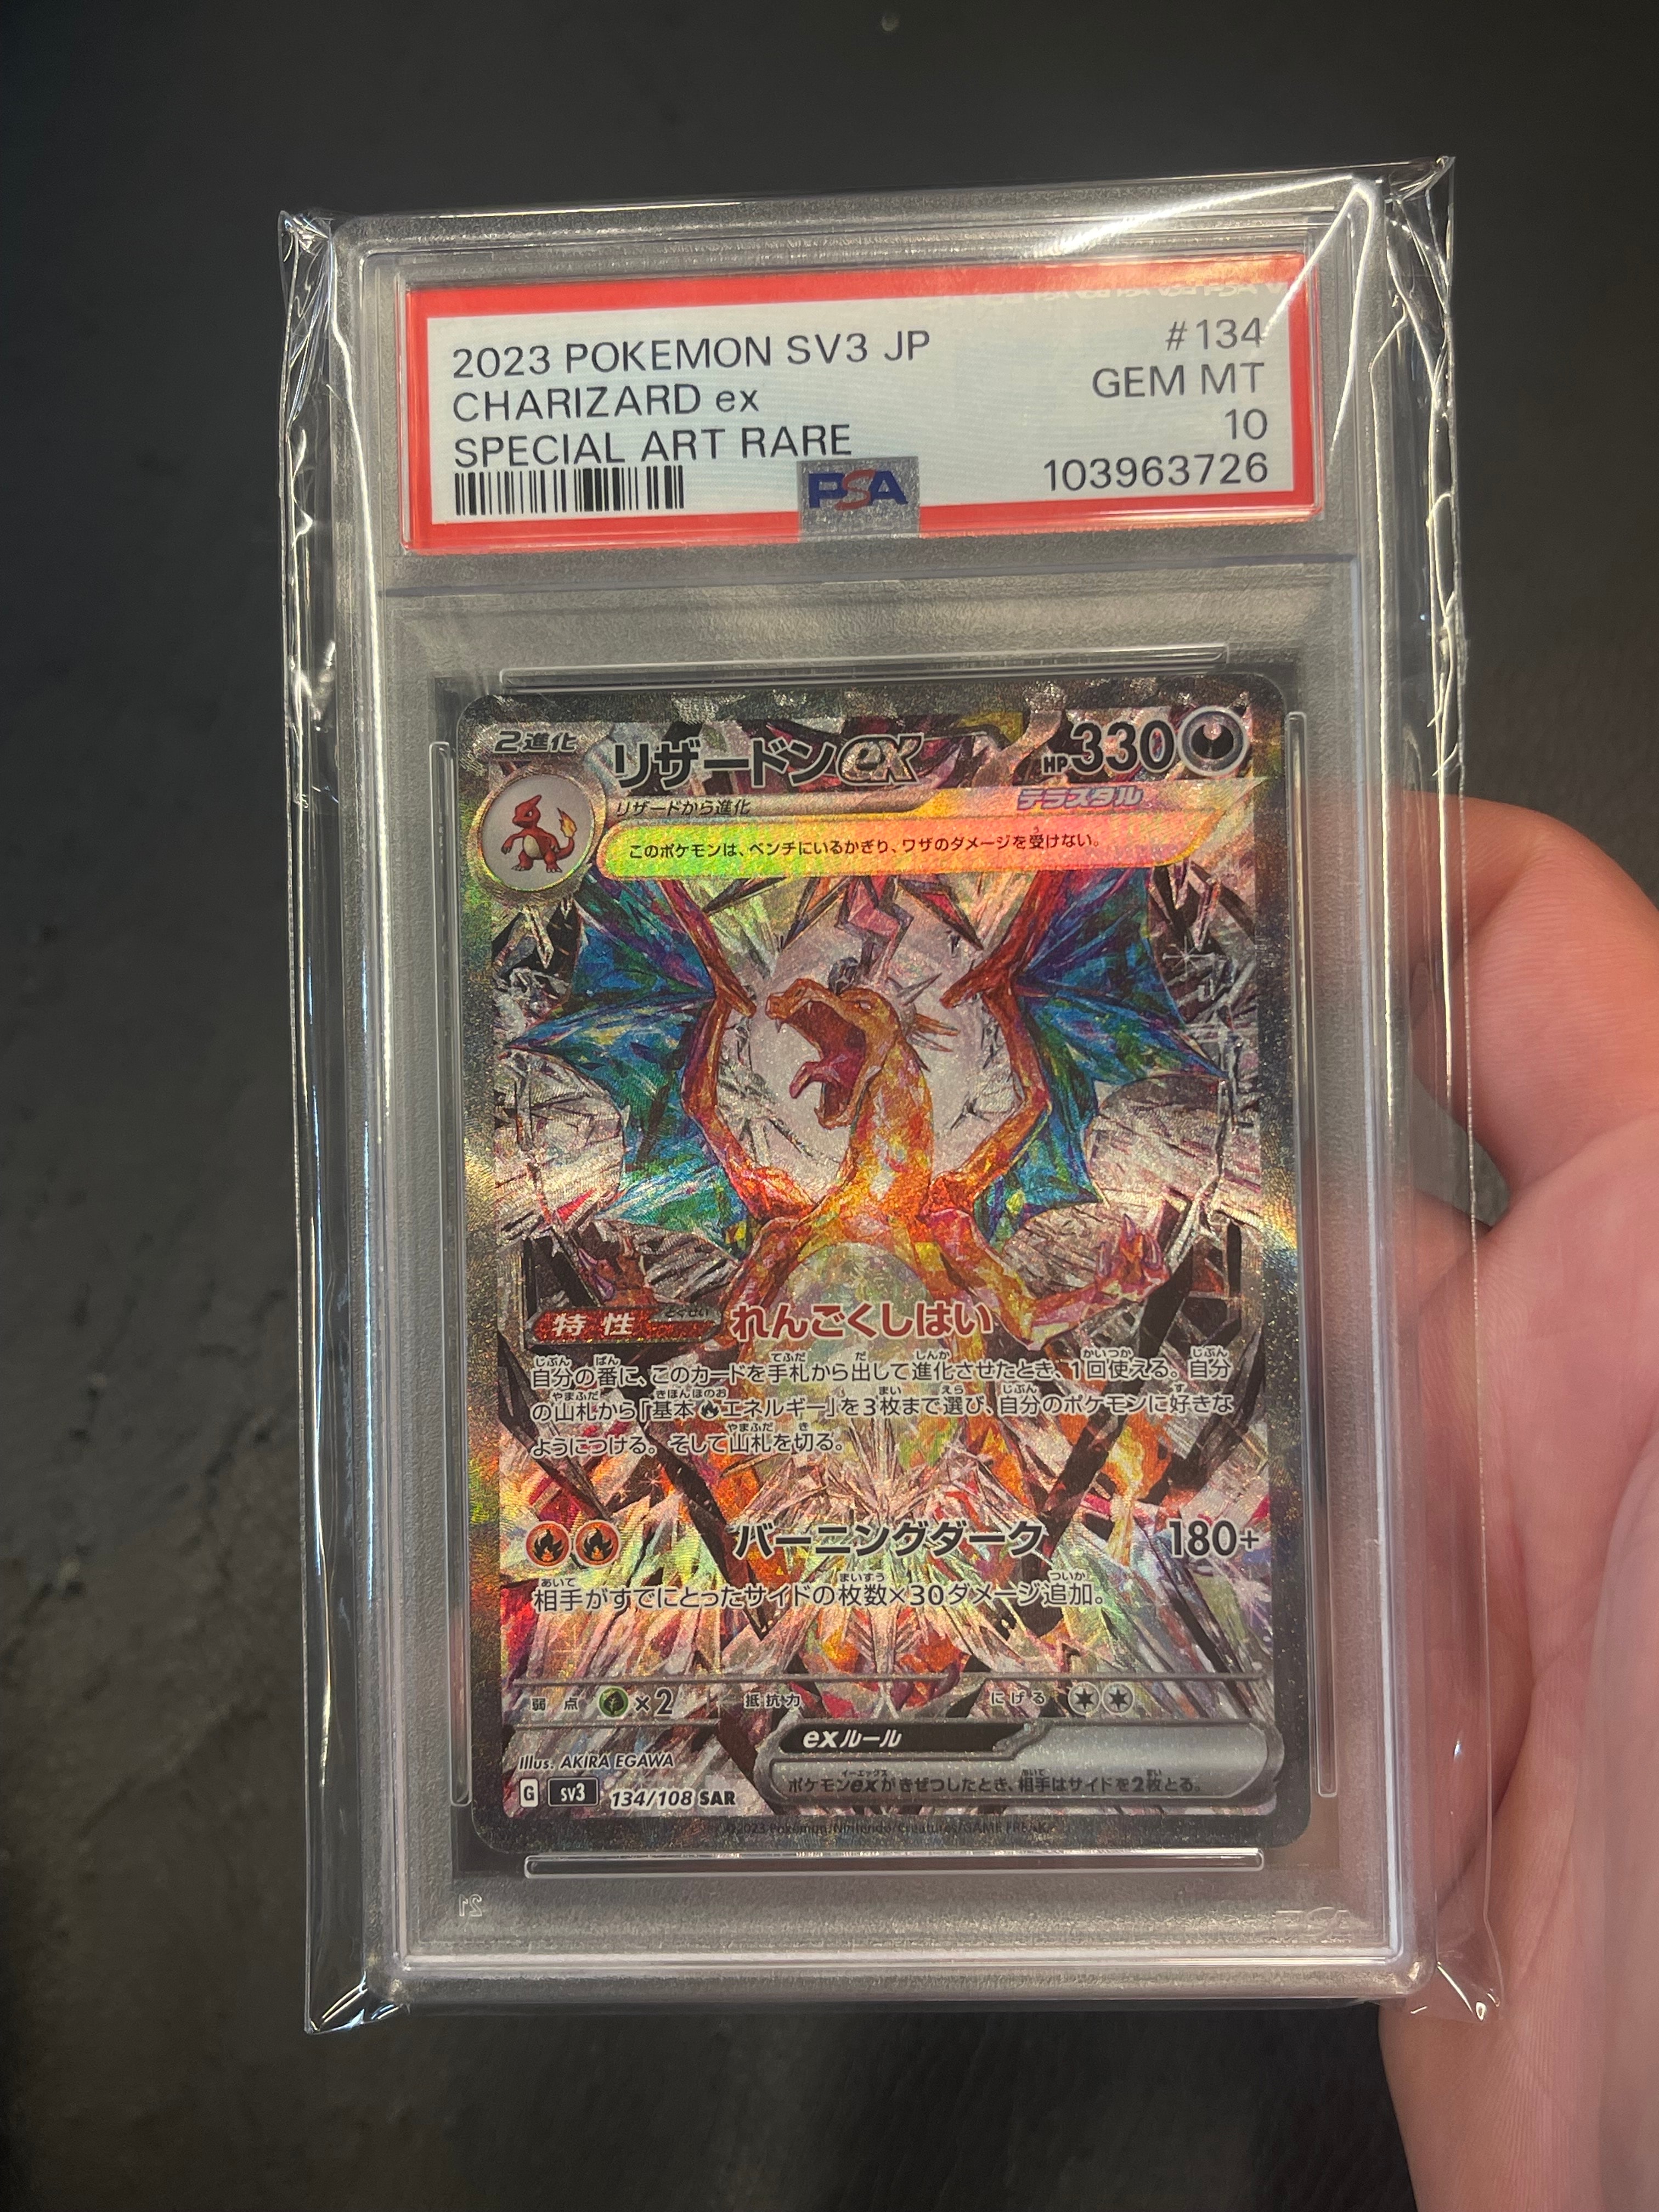 2023 POKEMON SV3 JP #134
CHARIZARD ex GEM MT
SPECIAL ART RARE 10
PSA 103963726
2進化 リザードンex HP330
リザードから進化 テラスタル
このポケモンは、ベンチにいるかぎり、ワザのダメージを受けない。
特性 れんごくしはい
自分の番に、このカードを手札から出して進化させたとき、1回使える。自分
の山札から「基本エネルギー」を3枚まで選び、自分のポケモンに好きな
ようにつける。そして山札を切る。
バーニングダーク 180+
相手がすでにとったサイドの枚数×30ダメージ追加。
弱点 ×2 抵抗力 にげる
exルール
Illus. AKIRA EGAWA
ポケモンexがきぜつしたとき、相手はサイドを2枚とる。
G sv3 134/108 SAR
©2023 Pokémon/Nintendo/Creatures/GAME FREAK